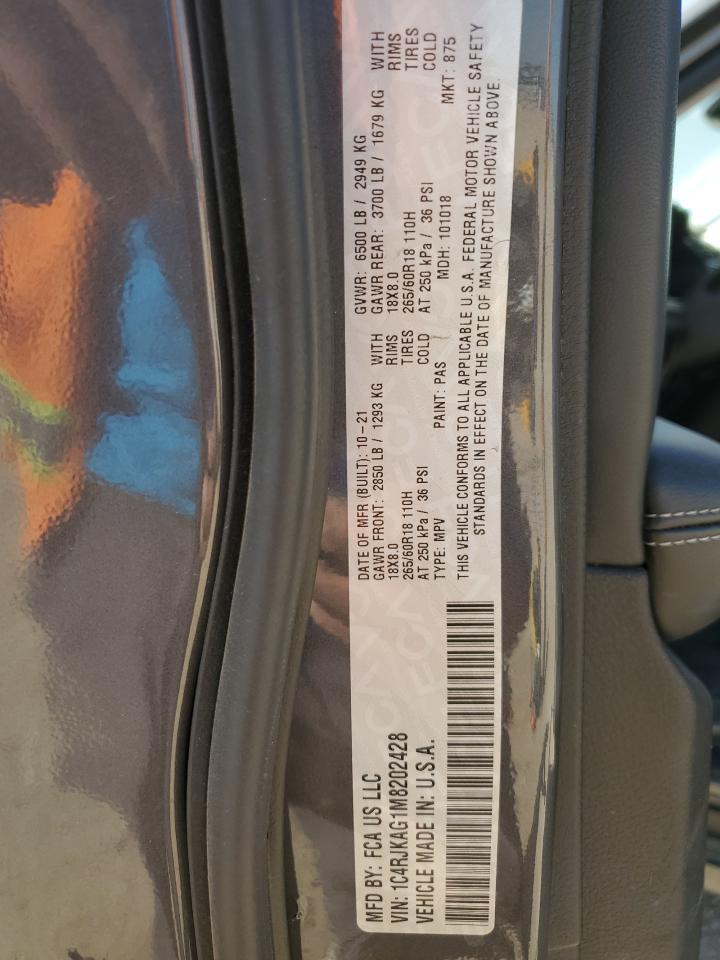 MFD BY: FCA US LLC
VIN: 1C4RJKAG1M8202428
VEHICLE MADE IN: U.S.A.
DATE OF MFR (BUILT): 10-21 GVWR: 6500 LB / 2949 KG
GAWR FRONT: 2850 LB / 1293 KG WITH GAWR REAR: 3700 LB / 1679 KG WITH
18X8.0 RIMS 18X8.0 RIMS
265/60R18 110H TIRES 265/60R18 110H TIRES
AT 250 kPa / 36 PSI COLD AT 250 kPa / 36 PSI COLD
TYPE: MPV PAINT: PAS MDH: 101018 MKT: 875
THIS VEHICLE CONFORMS TO ALL APPLICABLE U.S.A. FEDERAL MOTOR VEHICLE SAFETY
STANDARDS IN EFFECT ON THE DATE OF MANUFACTURE SHOWN ABOVE.